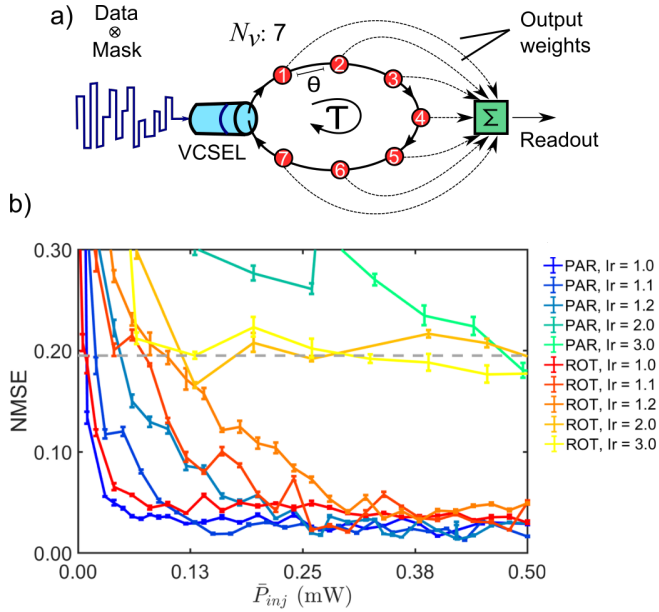 a)
Data
⊗
Mask
N_v: 7
Output
weights
1
2
3
4
5
6
7
θ
T
Σ
VCSEL
Readout
b)
NMSE
0.30
0.20
0.10
0.00
0.00
0.13
0.25
0.38
0.50
P̄_inj (mW)
PAR, Ir = 1.0
PAR, Ir = 1.1
PAR, Ir = 1.2
PAR, Ir = 2.0
PAR, Ir = 3.0
ROT, Ir = 1.0
ROT, Ir = 1.1
ROT, Ir = 1.2
ROT, Ir = 2.0
ROT, Ir = 3.0